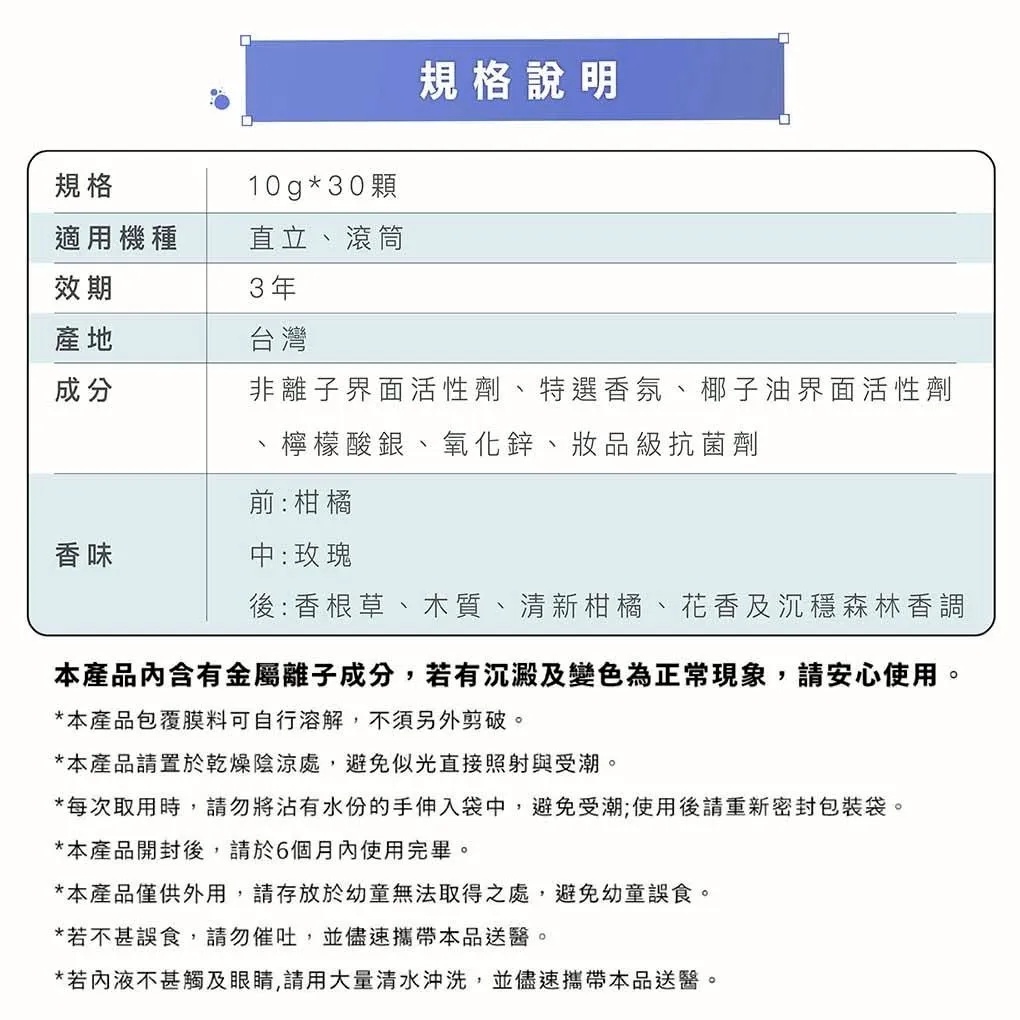 規格說明
規格 10g*30顆
適用機種 直立、滾筒
效期 3年
產地 台灣
成分 非離子界面活性劑、特選香氛、椰子油界面活性劑
、檸檬酸銀、氧化鋅、妝品級抗菌劑
前:柑橘
香味 中:玫瑰
後:香根草、木質、清新柑橘、花香及沉穩森林香調
本產品內含有金屬離子成分，若有沉澱及變色為正常現象，請安心使用。
*本產品包覆膜料可自行溶解，不須另外剪破。
*本產品請置於乾燥陰涼處，避免似光直接照射與受潮。
*每次取用時，請勿將沾有水份的手伸入袋中，避免受潮;使用後請重新密封包裝袋。
*本產品開封後，請於6個月內使用完畢。
*本產品僅供外用，請存放於幼童無法取得之處，避免幼童誤食。
*若不甚誤食，請勿催吐，並儘速攜帶本品送醫。
*若內液不甚觸及眼睛,請用大量清水沖洗，並儘速攜帶本品送醫。